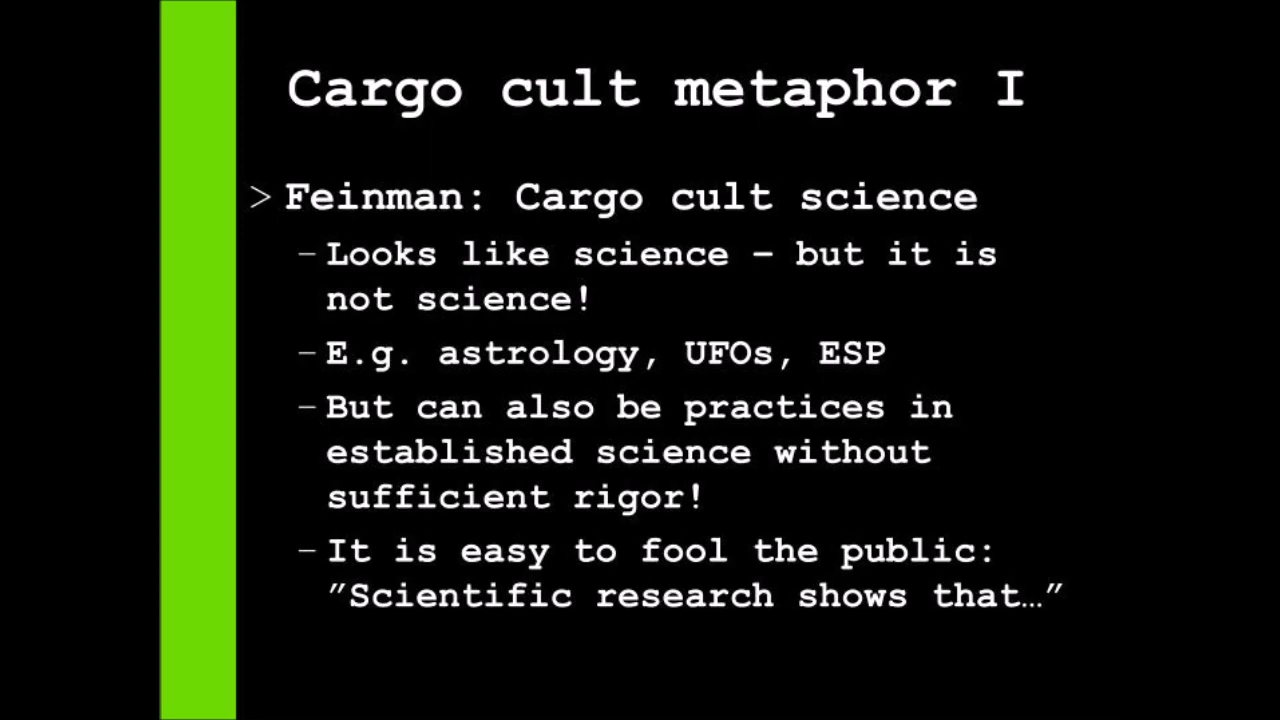 Cargo cult metaphor I
> Feinman: Cargo cult science
– Looks like science – but it is
not science!
– E.g. astrology, UFOs, ESP
– But can also be practices in
established science without
sufficient rigor!
– It is easy to fool the public:
”Scientific research shows that…”